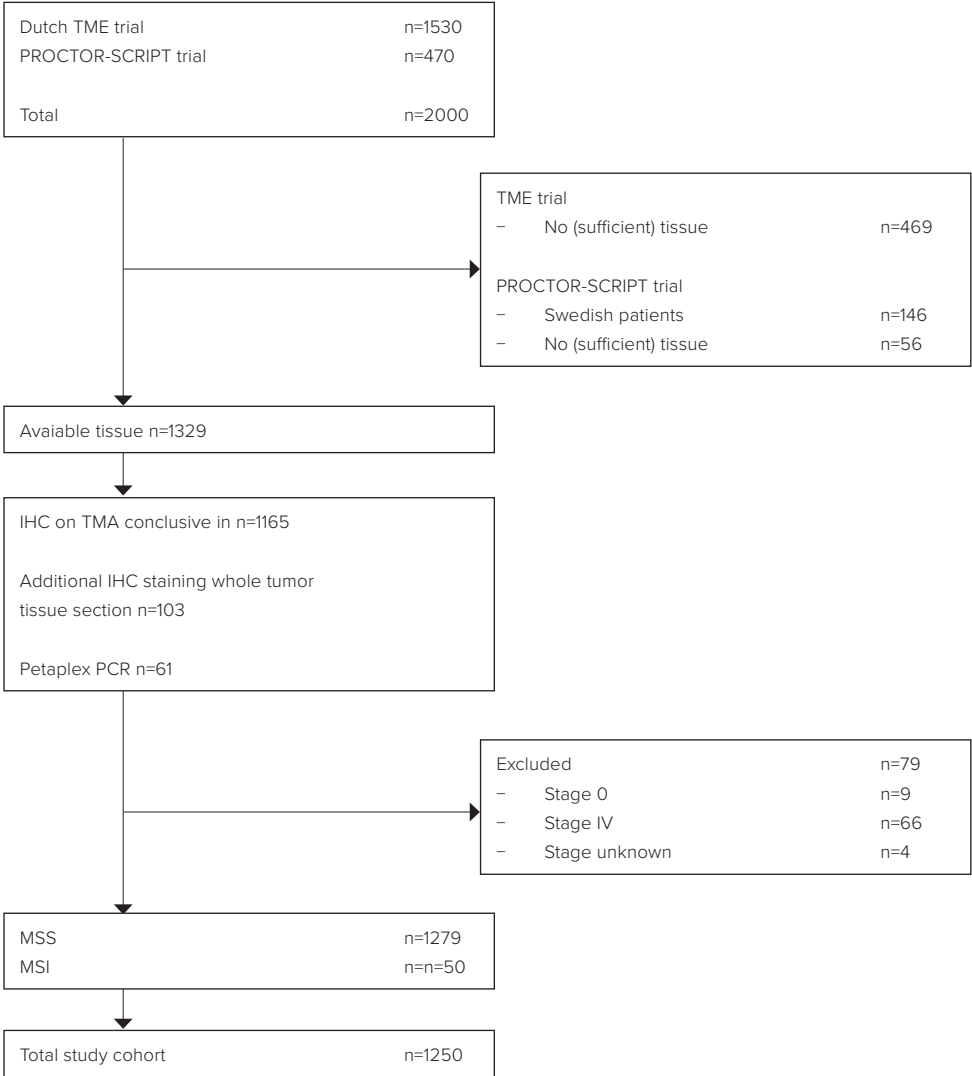 Dutch TME trial n=1530
PROCTOR-SCRIPT trial n=470
Total n=2000
TME trial
– No (sufficient) tissue n=469
PROCTOR-SCRIPT trial
– Swedish patients n=146
– No (sufficient) tissue n=56
Avaiable tissue n=1329
IHC on TMA conclusive in n=1165
Additional IHC staining whole tumor
tissue section n=103
Petaplex PCR n=61
Excluded n=79
– Stage 0 n=9
– Stage IV n=66
– Stage unknown n=4
MSS n=1279
MSI n=n=50
Total study cohort n=1250